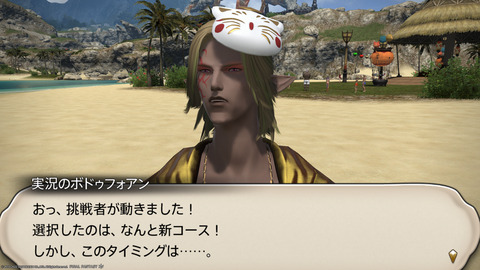 実況のボドゥフォアン
おっ、挑戦者が動きました！
選択したのは、なんと新コース！
しかし、このタイミングは……。